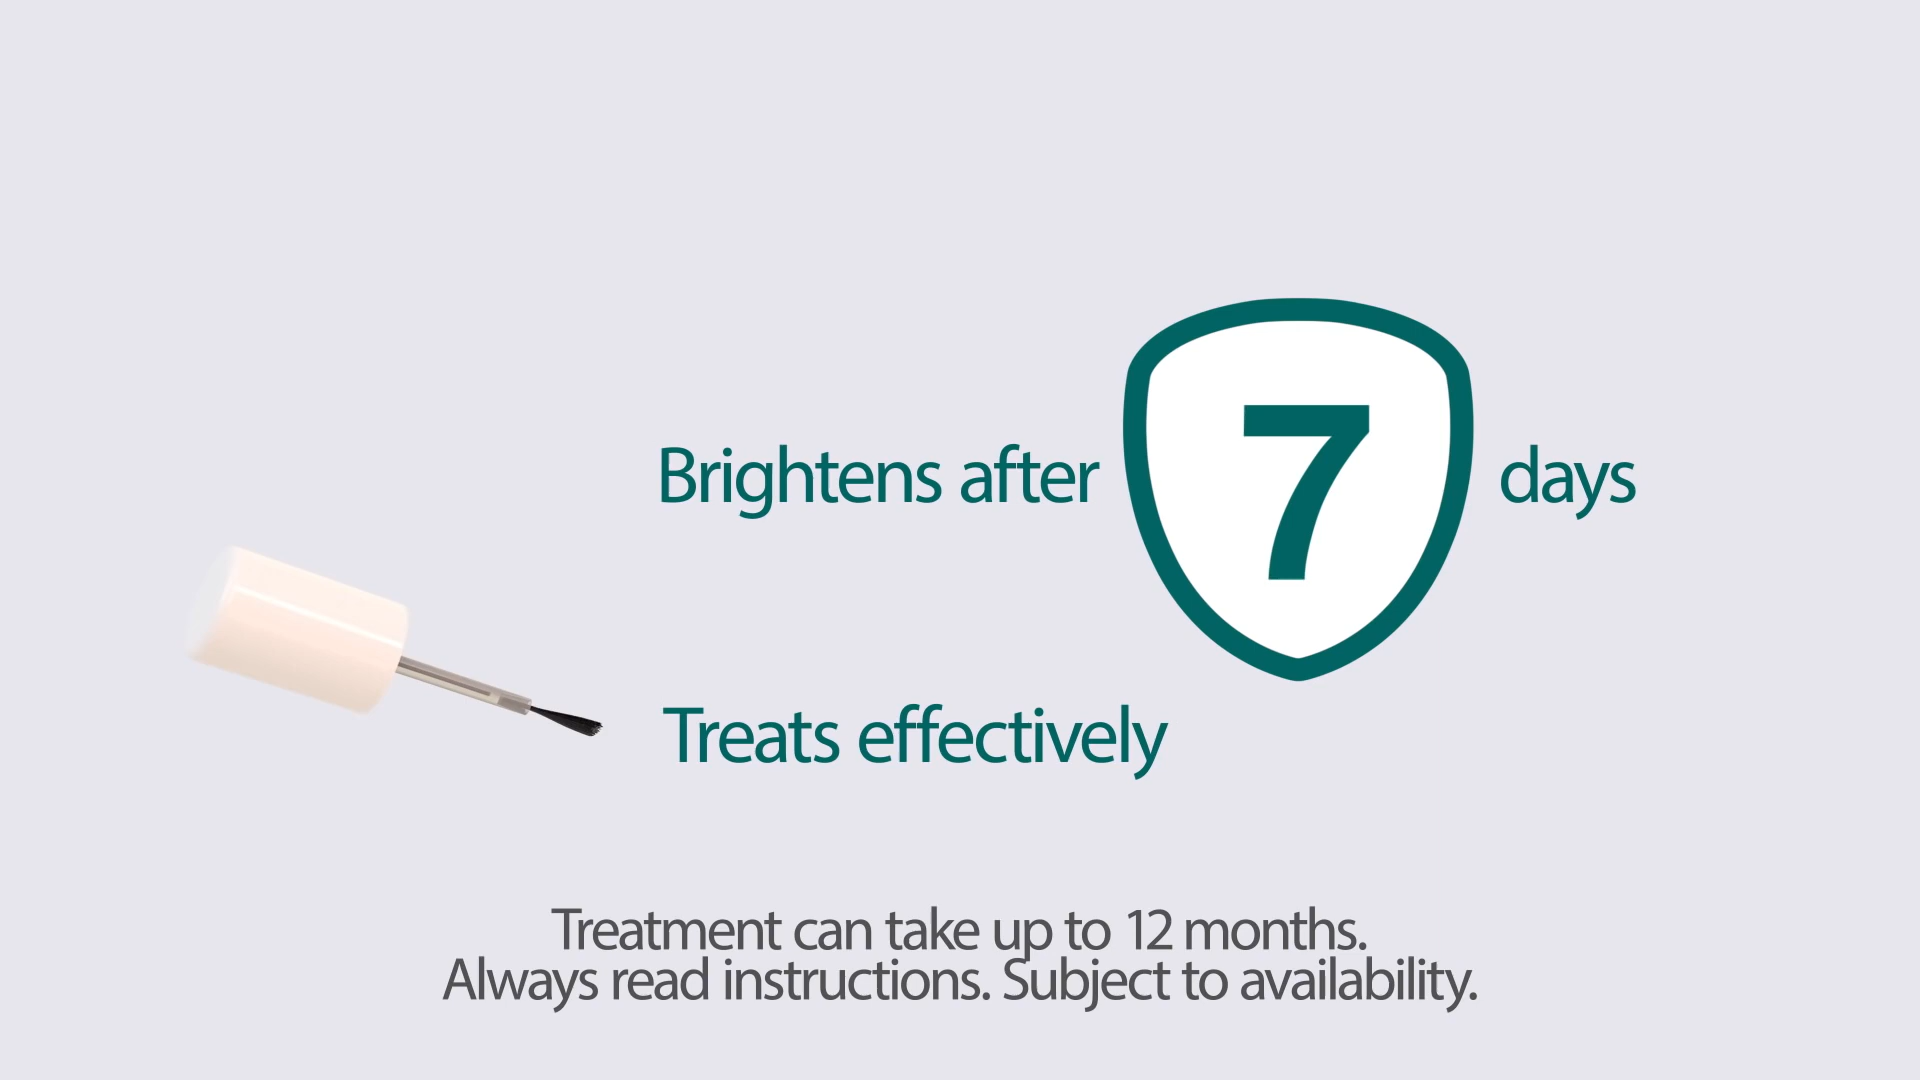 Brightens after 7 days
Treats effectively
Treatment can take up to 12 months.
Always read instructions. Subject to availability.